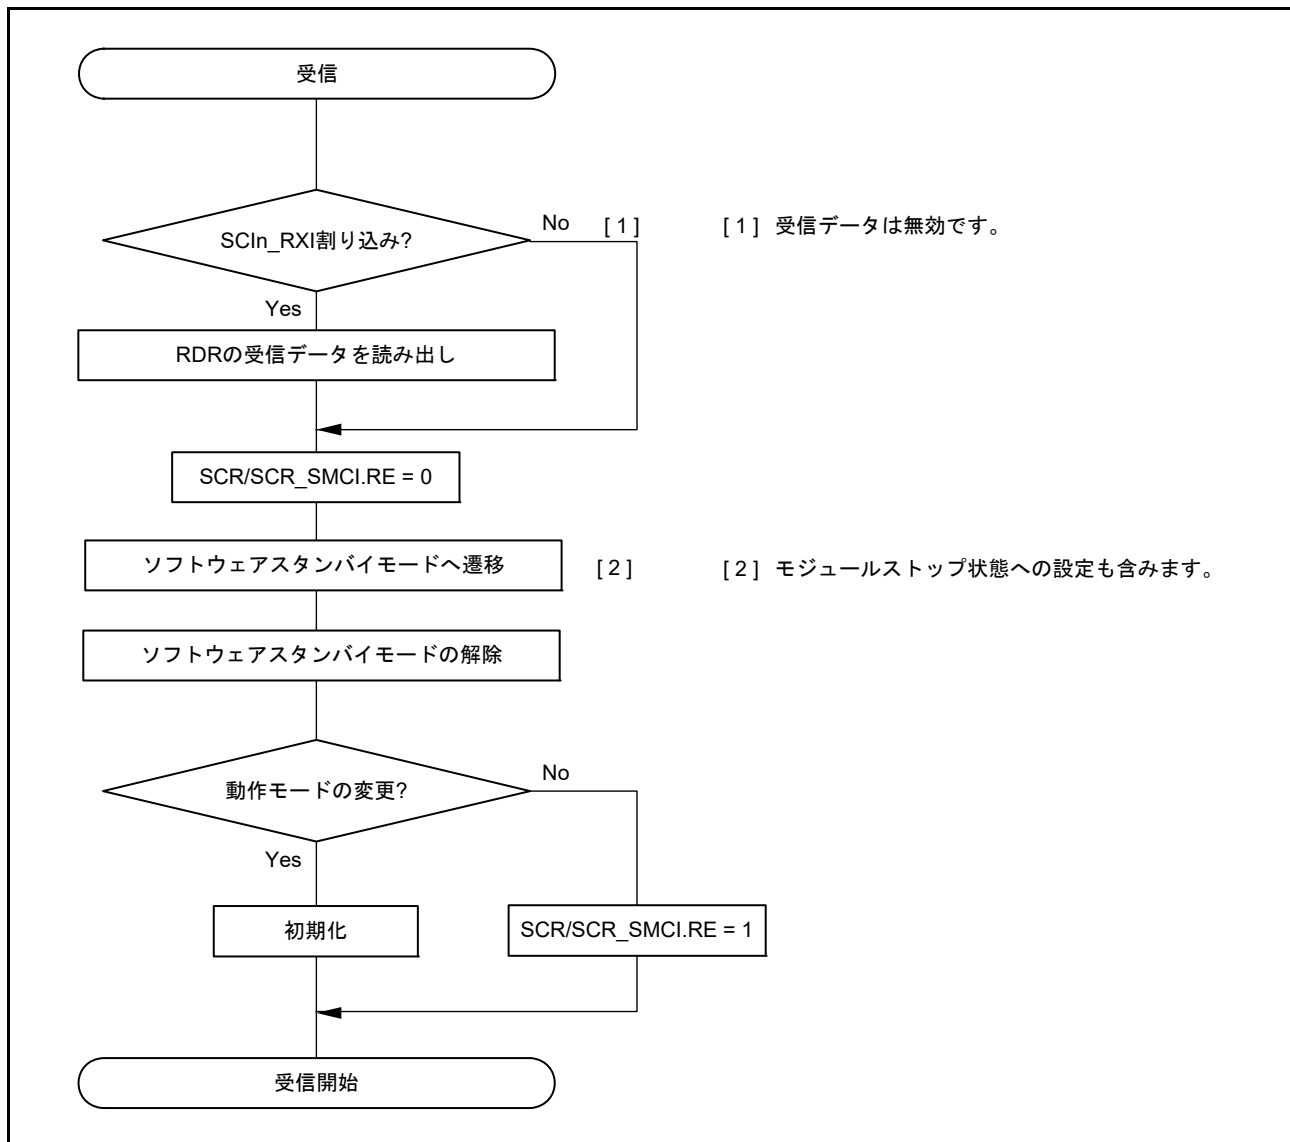 受信
SCIn_RXI割り込み?
No
[ 1 ]
[ 1 ] 受信データは無効です。
Yes
RDRの受信データを読み出し
SCR/SCR_SMCI.RE = 0
ソフトウェアスタンバイモードへ遷移
[ 2 ]
[ 2 ] モジュールストップ状態への設定も含みます。
ソフトウェアスタンバイモードの解除
動作モードの変更?
No
Yes
初期化
SCR/SCR_SMCI.RE = 1
受信開始